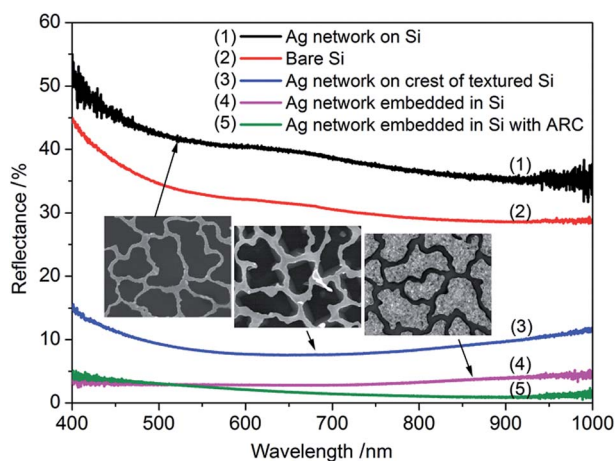 60
50
40
30
20
10
0
Reflectance /%
(1) Ag network on Si
(2) Bare Si
(3) Ag network on crest of textured Si
(4) Ag network embedded in Si
(5) Ag network embedded in Si with ARC
(1)
(2)
(3)
(4)
(5)
400 500 600 700 800 900 1000
Wavelength /nm